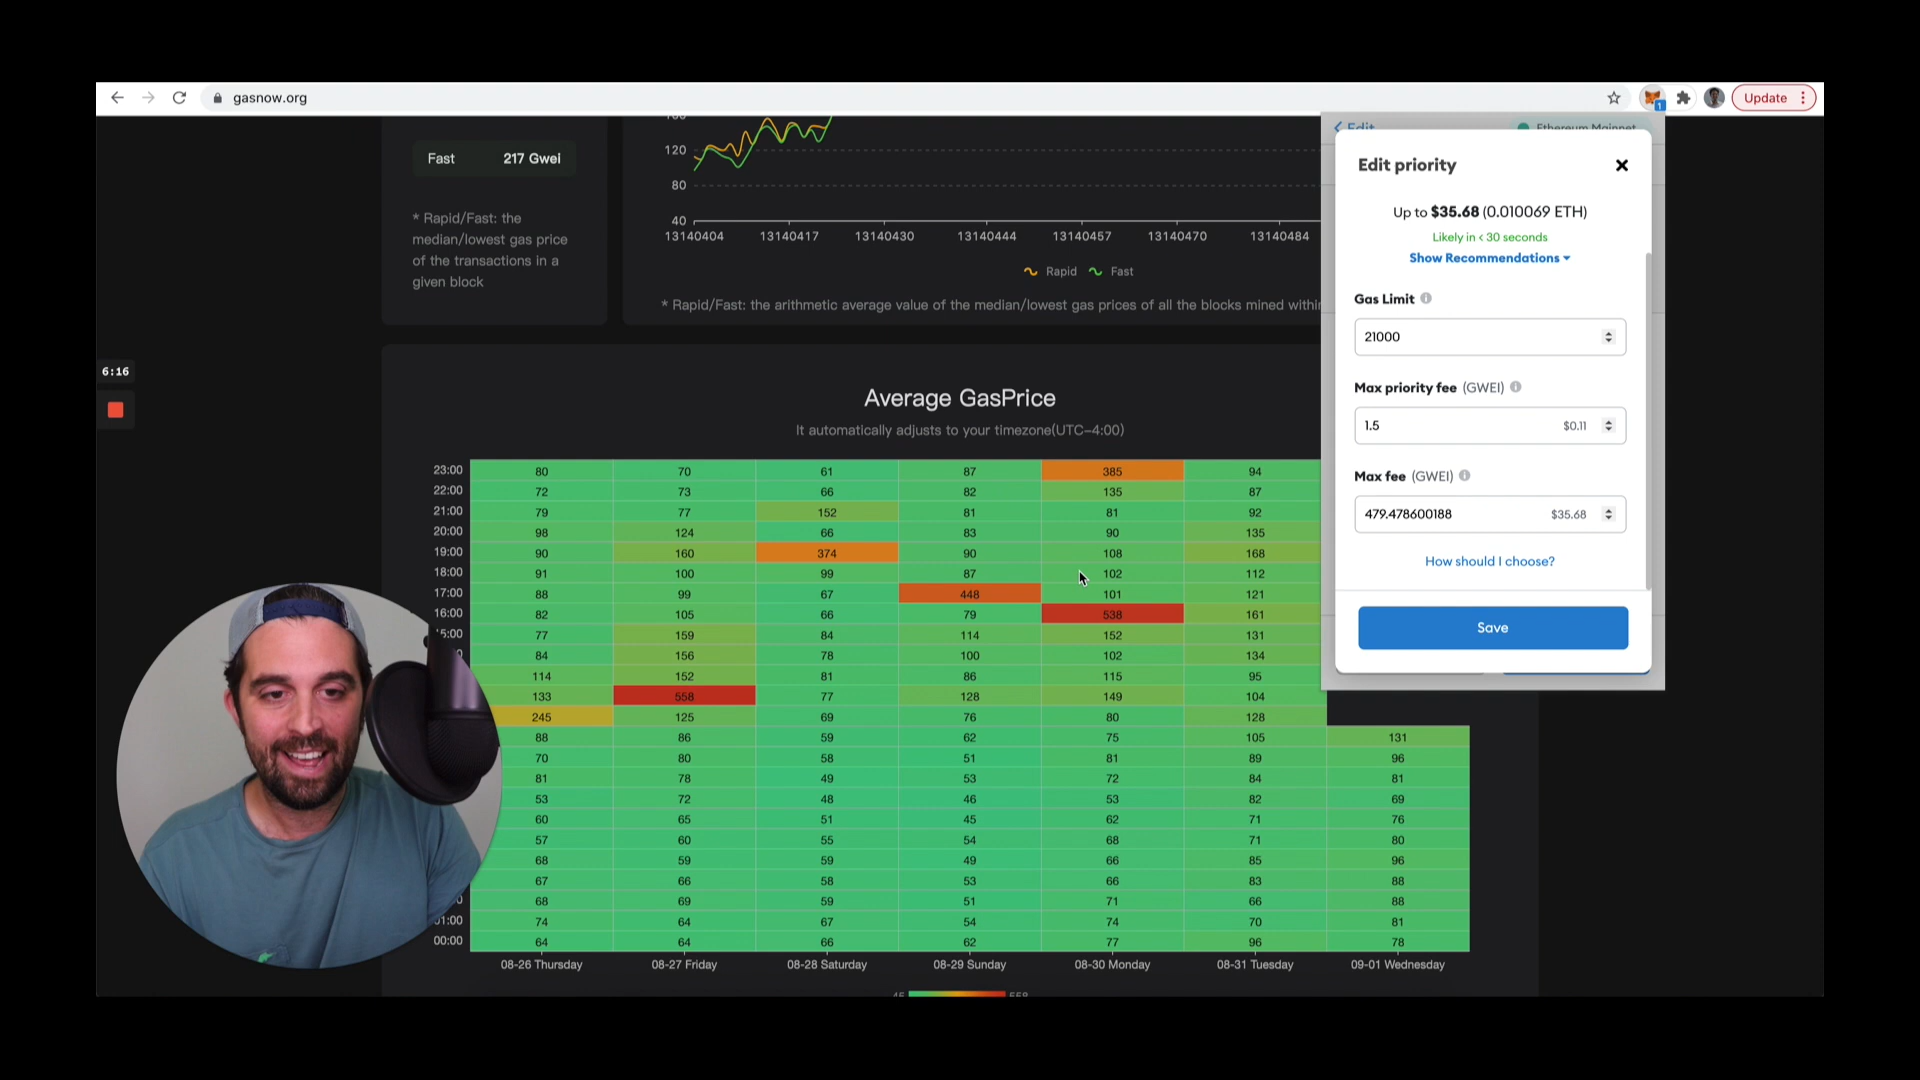 gasnow.org
Update
1
Fast 217 Gwei
* Rapid/Fast: the
median/lowest gas price
of the transactions in a
given block
120
80
40
13140404 13140417 13140430 13140444 13140457 13140470 13140484
Rapid Fast
* Rapid/Fast: the arithmetic average value of the median/lowest gas prices of all the blocks mined within
6:16
Average GasPrice
It automatically adjusts to your timezone(UTC-4:00)
23:00 80 70 61 87 385 94
22:00 72 73 66 82 135 87
21:00 79 77 152 81 81 92
20:00 98 124 66 83 90 135
19:00 90 160 374 90 108 168
18:00 91 100 99 87 102 112
17:00 88 99 67 448 101 121
16:00 82 105 66 79 538 161
5:00 77 159 84 114 152 131
84 156 78 100 102 134
114 152 81 86 115 95
133 558 77 128 149 104
245 125 69 76 80 128
88 86 59 62 75 105 131
70 80 58 51 81 89 96
81 78 49 53 72 84 81
53 72 48 46 53 82 69
60 65 51 45 62 71 76
57 60 55 54 68 71 80
68 59 59 49 66 85 96
67 66 58 53 66 83 88
68 69 59 51 71 66 88
01:00 74 64 67 54 74 70 81
00:00 64 64 66 62 77 96 78
08-26 Thursday 08-27 Friday 08-28 Saturday 08-29 Sunday 08-30 Monday 08-31 Tuesday 09-01 Wednesday
Edit Ethereum Mainnet
Edit priority
Up to $35.68 (0.010069 ETH)
Likely in < 30 seconds
Show Recommendations
Gas Limit
21000
Max priority fee (GWEI)
1.5 $0.11
Max fee (GWEI)
479.478600188 $35.68
How should I choose?
Save